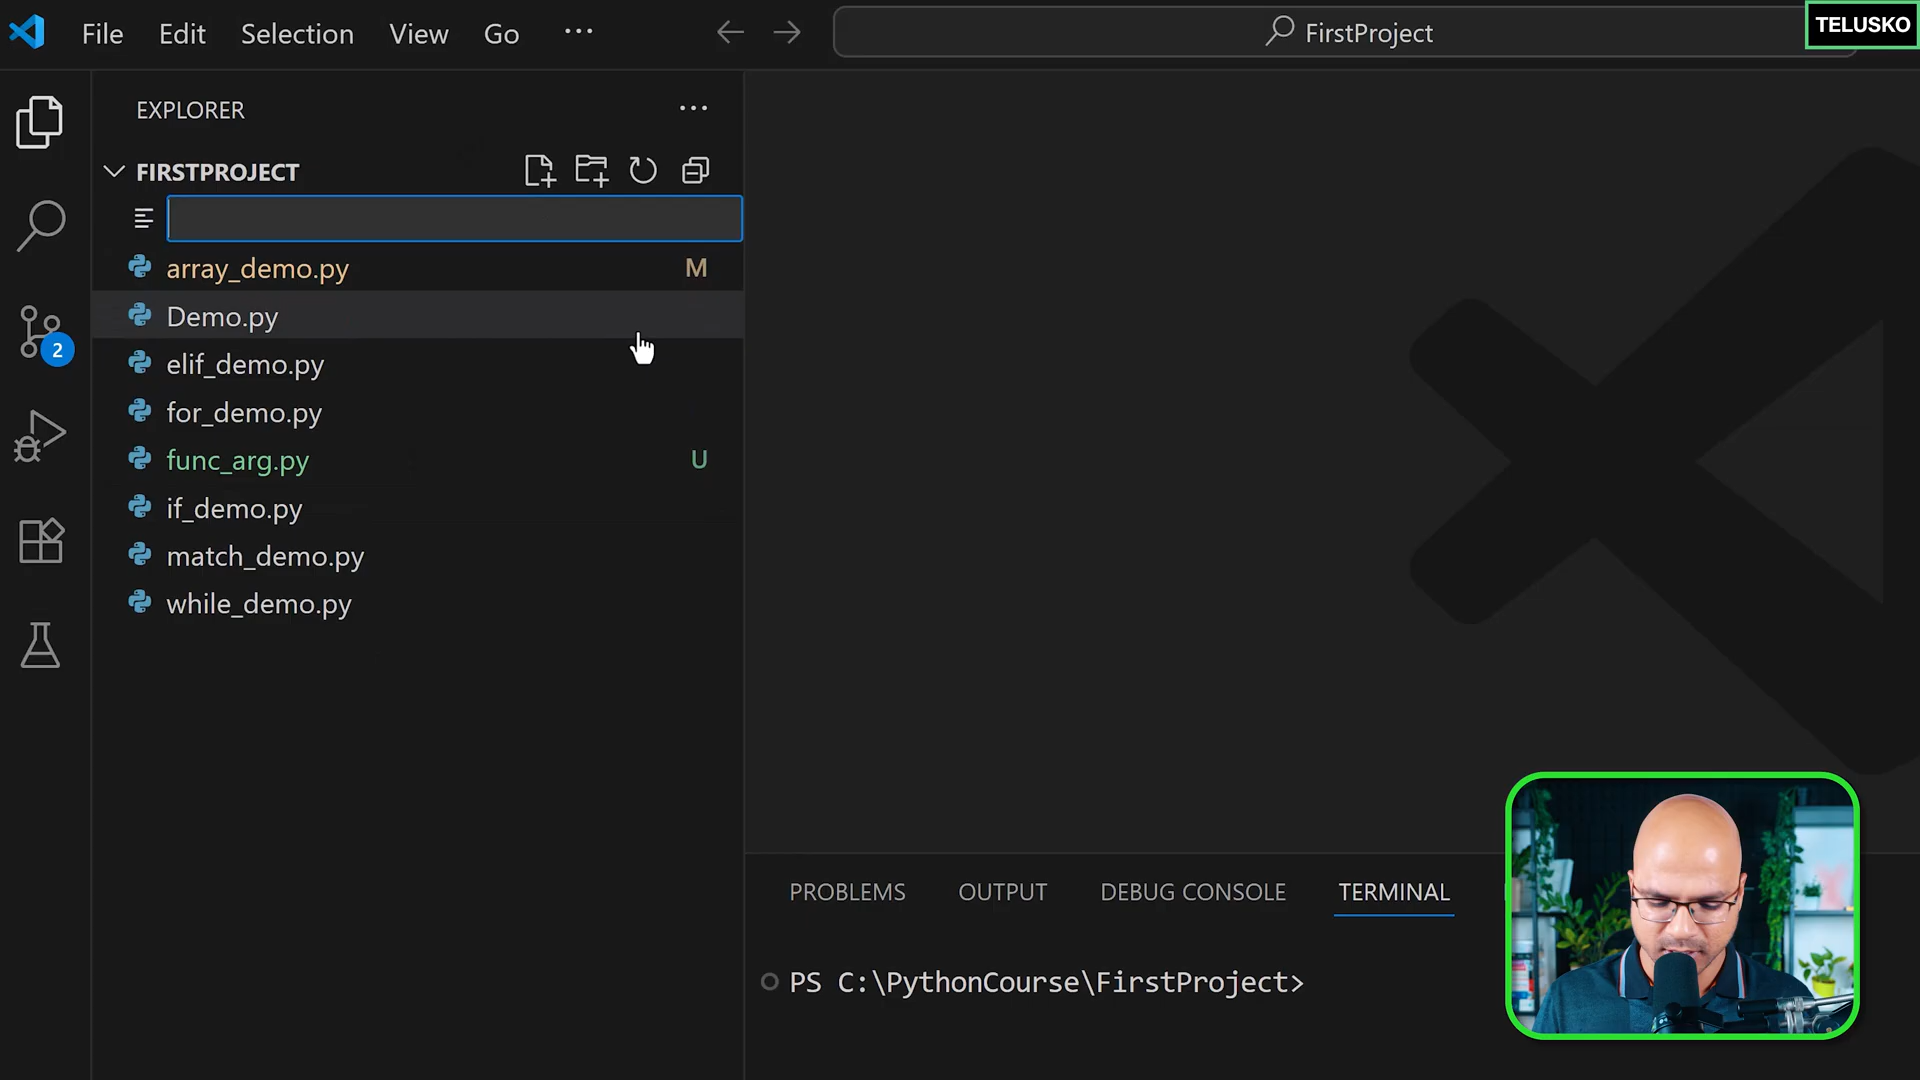 File Edit Selection View Go ...
FirstProject
TELUSKO
EXPLORER ...
FIRSTPROJECT
array_demo.py M
Demo.py
2
elif_demo.py
for_demo.py
func_arg.py U
if_demo.py
match_demo.py
while_demo.py
PROBLEMS OUTPUT DEBUG CONSOLE TERMINAL
PS C:\PythonCourse\FirstProject>